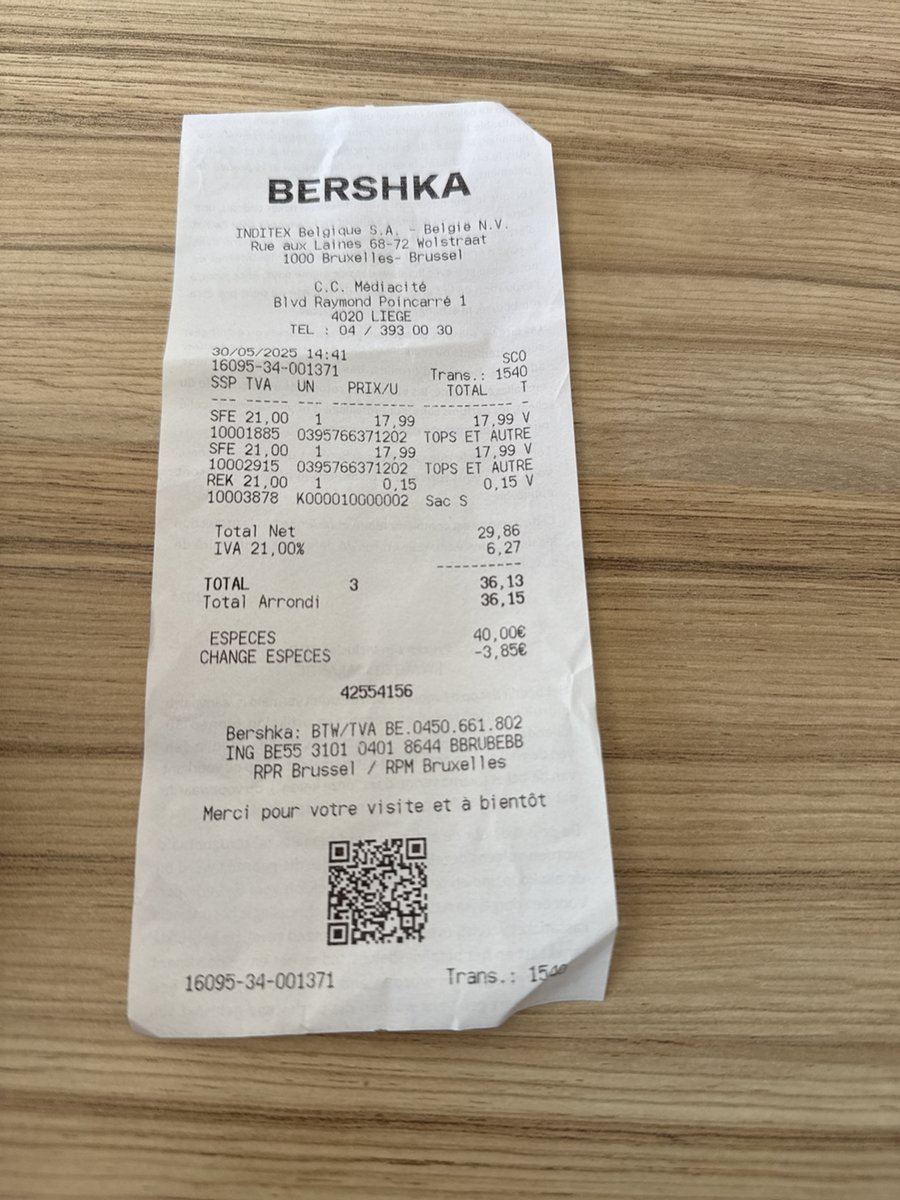 BERSHKA
INDITEX Belgique S.A. - België N.V.
Rue aux Laines 68-72 Wolstraat
1000 Bruxelles- Brussel
C.C. Médiacité
Blvd Raymond Poincarré 1
4020 LIEGE
TEL : 04 / 393 00 30
30/05/2025 14:41 SCO
16095-34-001371 Trans.: 1540
SSP TVA UN PRIX/U TOTAL T
--- ----- --- ---------- ---------- -
SFE 21,00 1 17,99 17,99 V
10001885 0395766371202 TOPS ET AUTRE
SFE 21,00 1 17,99 17,99 V
10002915 0395766371202 TOPS ET AUTRE
REK 21,00 1 0,15 0,15 V
10003878 K000010000002 Sac S
Total Net 29,86
IVA 21,00% 6,27
----------
TOTAL 3 36,13
Total Arrondi 36,15
ESPECES 40,00€
CHANGE ESPECES -3,85€
42554156
Bershka: BTW/TVA BE.0450.661.802
ING BE55 3101 0401 8644 BBRUBEBB
RPR Brussel / RPM Bruxelles
Merci pour votre visite et à bientôt
16095-34-001371 Trans.: 1540